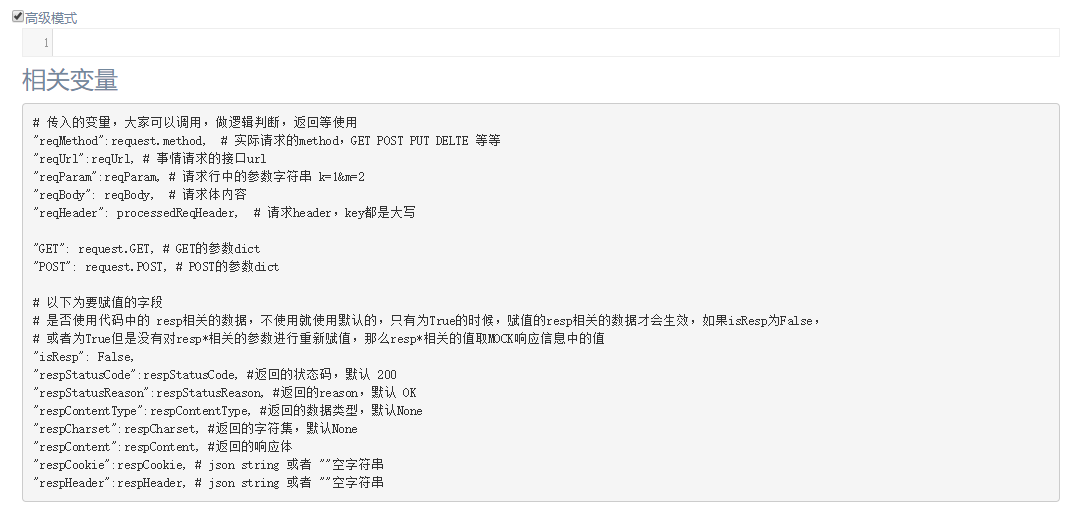 高级模式
1
相关变量
# 传入的变量，大家可以调用，做逻辑判断，返回等使用
"reqMethod":request.method,  # 实际请求的method，GET POST PUT DELTE 等等
"reqUrl":reqUrl, # 事情请求的接口url
"reqParam":reqParam, # 请求行中的参数字符串 k=1&m=2
"reqBody": reqBody,  # 请求体内容
"reqHeader": processedReqHeader,  # 请求header，key都是大写
"GET": request.GET, # GET的参数dict
"POST": request.POST, # POST的参数dict
# 以下为要赋值的字段
# 是否使用代码中的 resp相关的数据，不使用就使用默认的，只有为True的时候，赋值的resp相关的数据才会生效，如果isResp为False，
# 或者为True但是没有对resp*相关的参数进行重新赋值，那么resp*相关的值取MOCK响应信息中的值
"isResp": False,
"respStatusCode":respStatusCode, #返回的状态码，默认 200
"respStatusReason":respStatusReason, #返回的reason，默认 OK
"respContentType":respContentType, #返回的数据类型，默认None
"respCharset":respCharset, #返回的字符集，默认None
"respContent":respContent, #返回的响应体
"respCookie":respCookie, # json string 或者 ""空字符串
"respHeader":respHeader, # json string 或者 ""空字符串